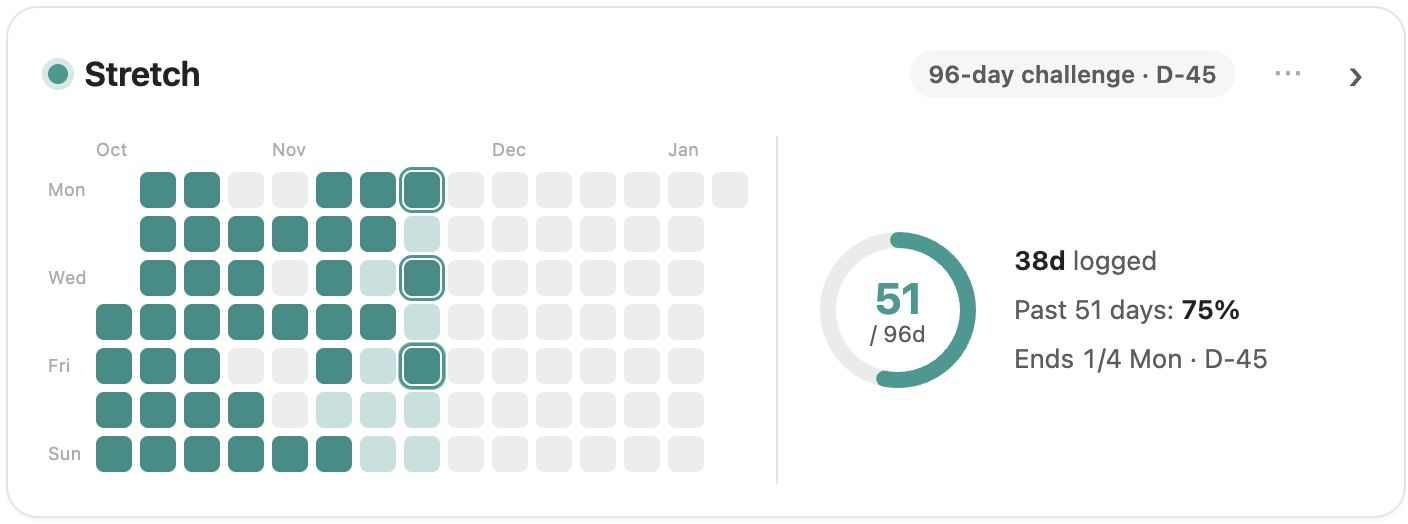 Stretch
96-day challenge · D-45
...
›
Oct Nov Dec Jan
Mon
Wed
Fri
Sun
51
/ 96d
38d logged
Past 51 days: 75%
Ends 1/4 Mon · D-45